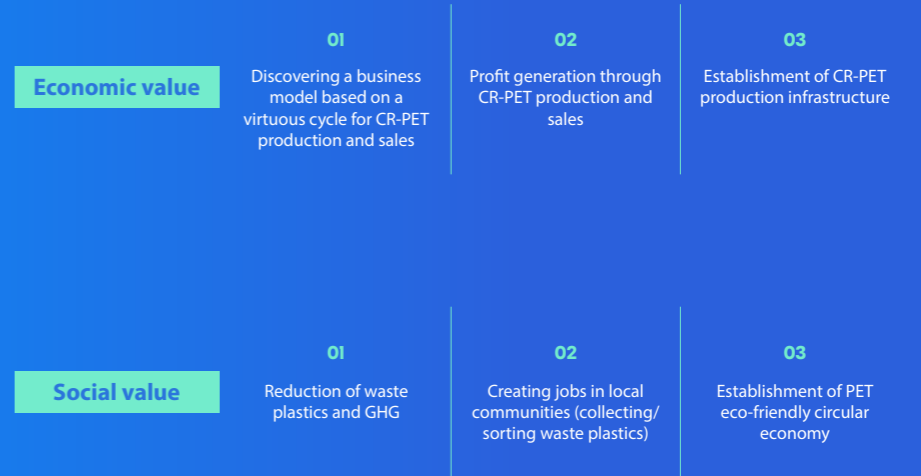 Economic value
01
Discovering a business
model based on a
virtuous cycle for CR-PET
production and sales
02
Profit generation through
CR-PET production and
sales
03
Establishment of CR-PET
production infrastructure
Social value
01
Reduction of waste
plastics and GHG
02
Creating jobs in local
communities (collecting/
sorting waste plastics)
03
Establishment of PET
eco-friendly circular
economy